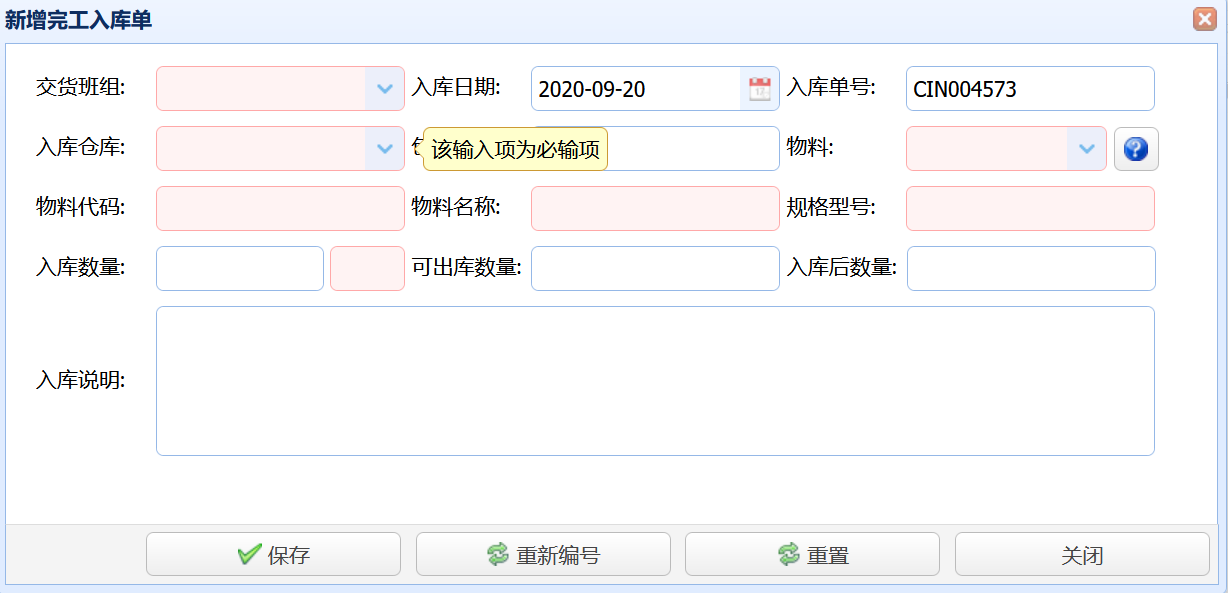 新增完工入库单
交货班组: 入库日期: 2020-09-20 入库单号: CIN004573
入库仓库: 该输入项为必输项 物料:
物料代码: 物料名称: 规格型号:
入库数量: 可出库数量: 入库后数量:
入库说明:
保存 重新编号 重置 关闭